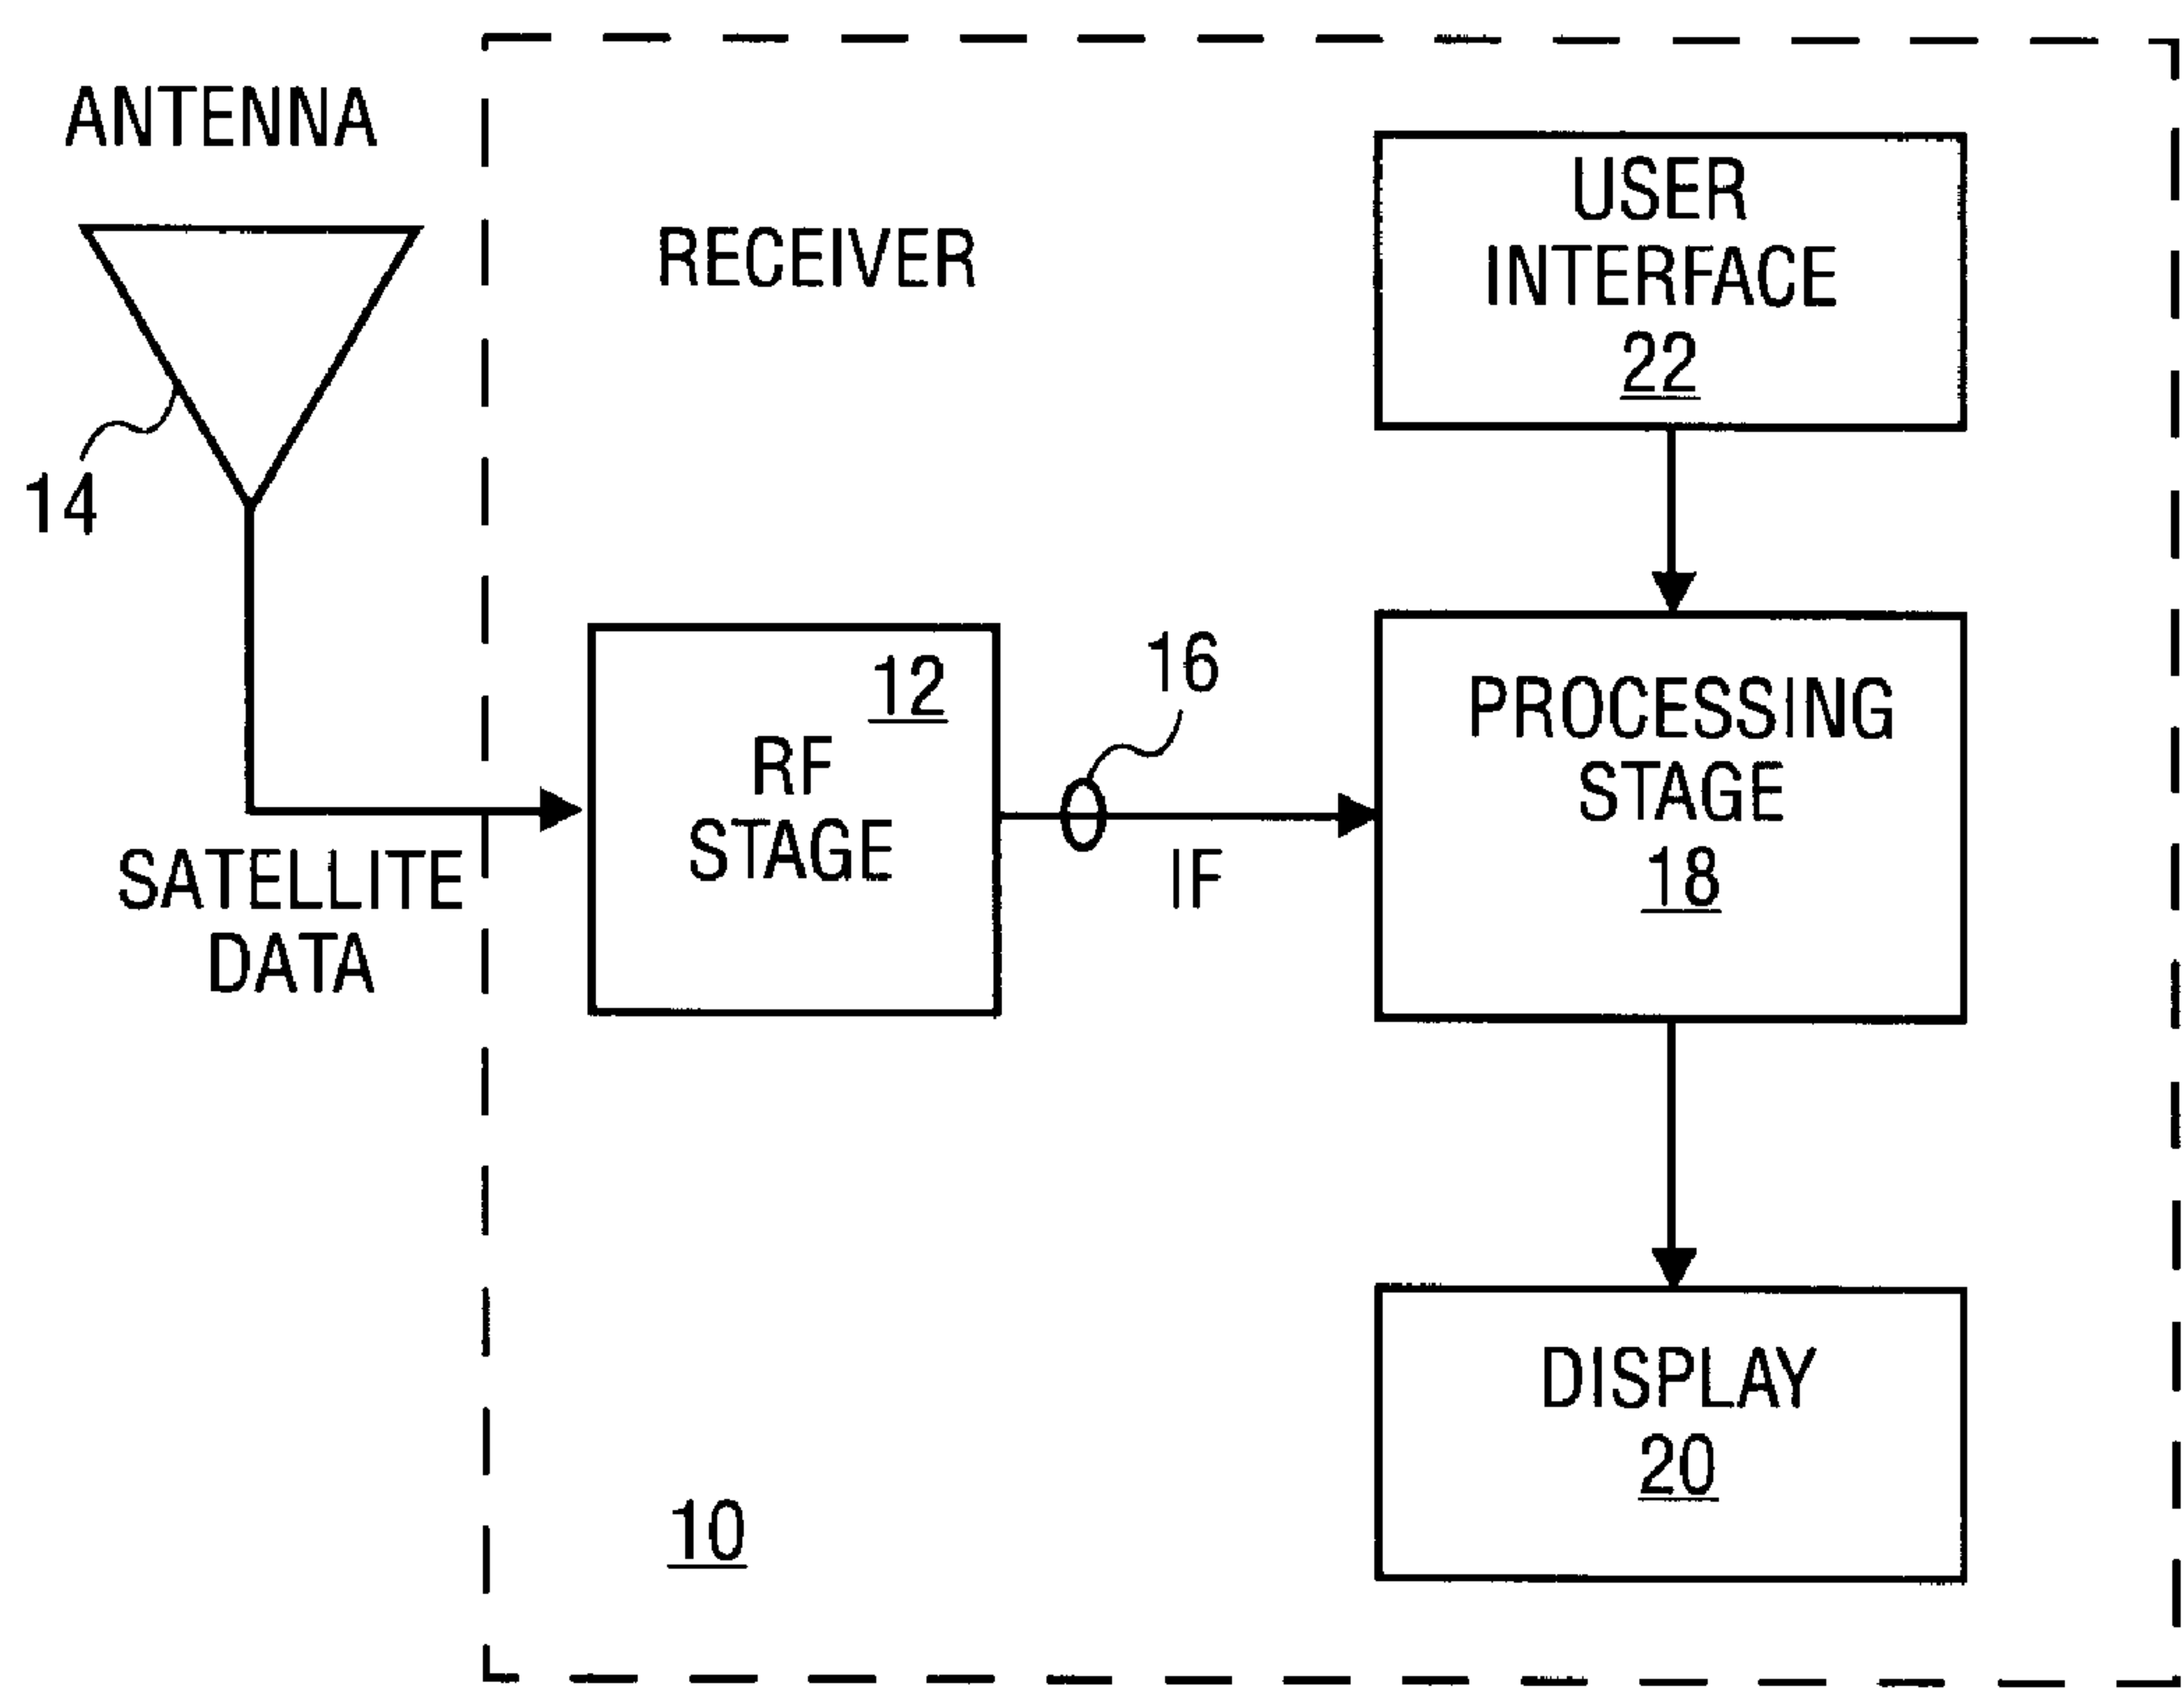 ANTENNA
RECEIVER
USER
INTERFACE
22
14
12
RF
STAGE
16
IF
PROCESSING
STAGE
18
SATELLITE
DATA
DISPLAY
20
10